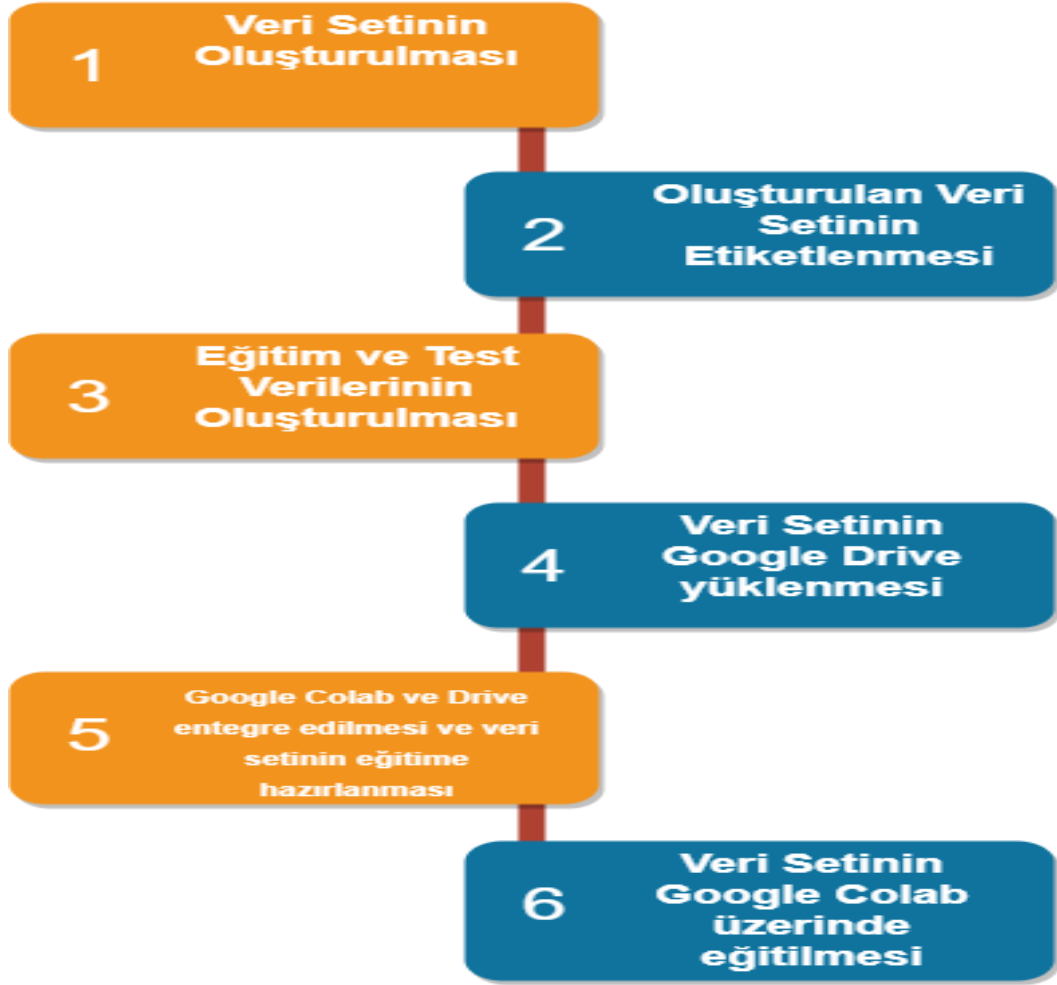 1
Veri Setinin
Oluşturulması
2
Oluşturulan Veri
Setinin
Etiketlenmesi
3
Eğitim ve Test
Verilerinin
Oluşturulması
4
Veri Setinin
Google Drive
yüklenmesi
5
Google Colab ve Drive
entegre edilmesi ve veri
setinin eğitime
hazırlanması
6
Veri Setinin
Google Colab
üzerinde
eğitilmesi